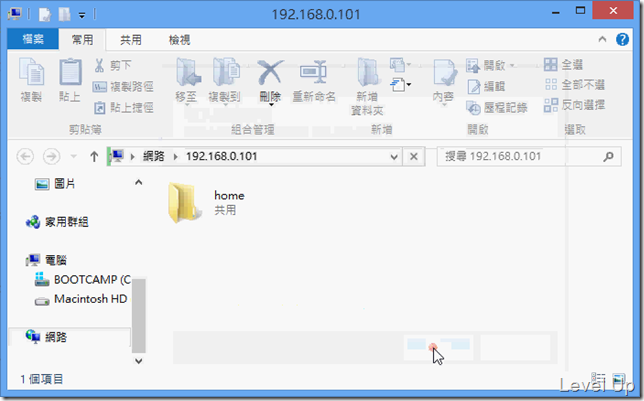 192.168.0.101
檔案 常用 共用 檢視
複製 貼上 剪下 複製路徑 貼上捷徑
移至 複製到 刪除 重新命名
新增資料夾
內容 開啟 編輯 歷程記錄
全選 全部不選 反向選擇
剪貼簿 組合管理 新增 開啟 選取
網路 192.168.0.101 搜尋 192.168.0.101
圖片
家用群組
電腦
BOOTCAMP (C
Macintosh HD
網路
home
共用
1 個項目
Level Up